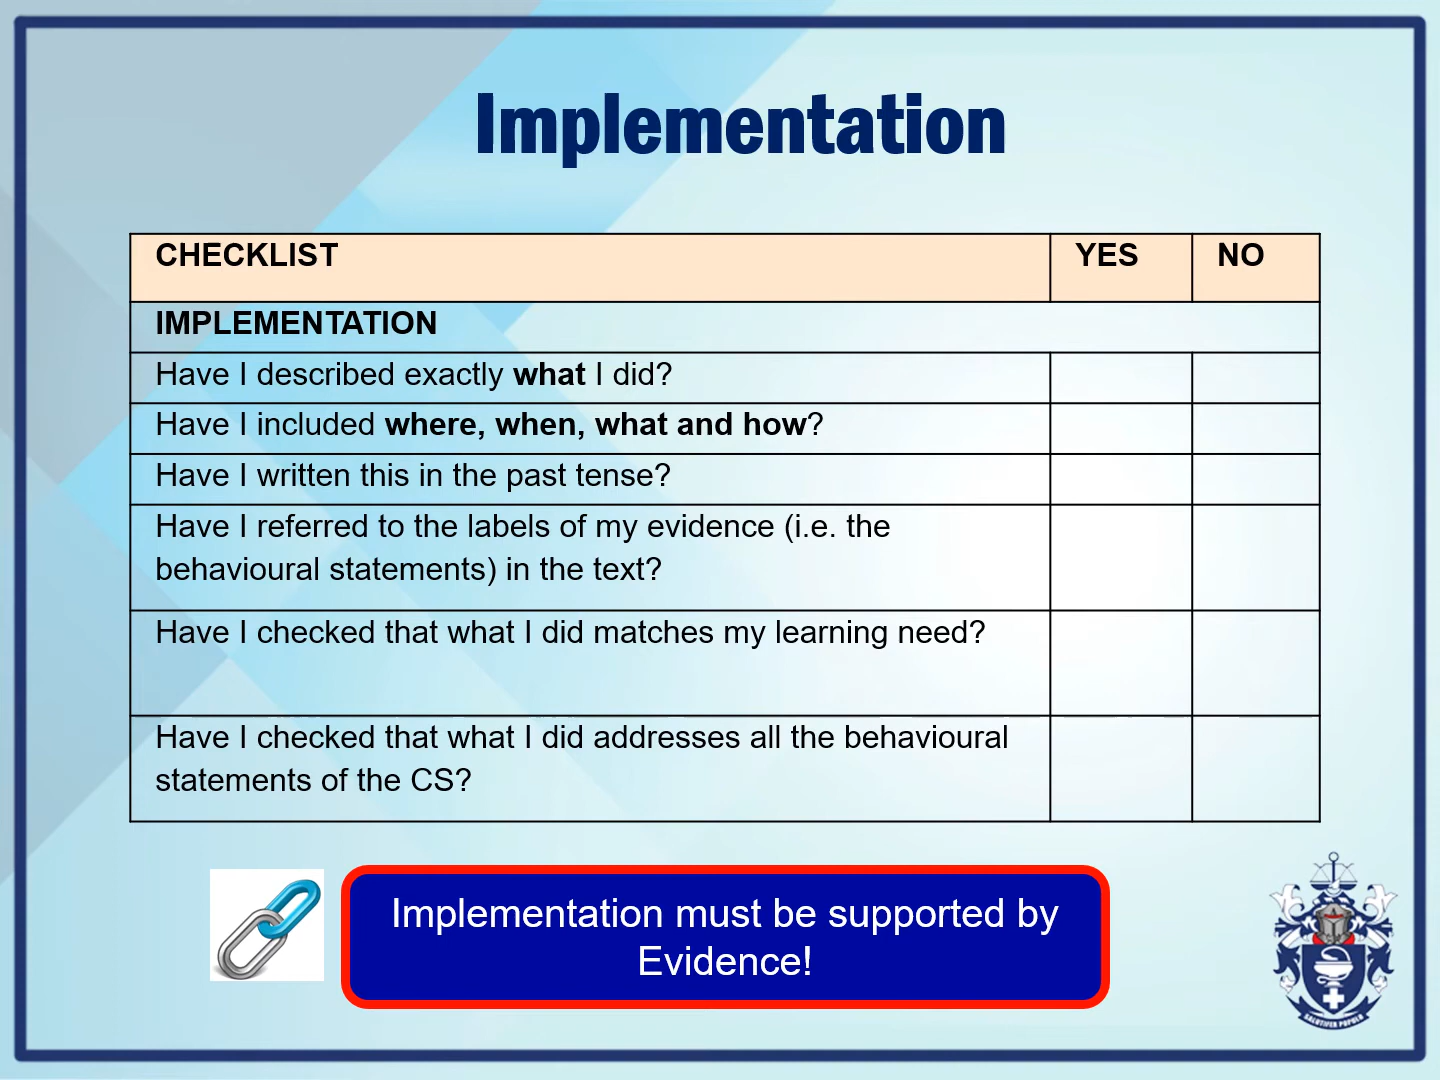 Implementation
CHECKLIST YES NO
IMPLEMENTATION
Have I described exactly what I did?
Have I included where, when, what and how?
Have I written this in the past tense?
Have I referred to the labels of my evidence (i.e. the
behavioural statements) in the text?
Have I checked that what I did matches my learning need?
Have I checked that what I did addresses all the behavioural
statements of the CS?
Implementation must be supported by
Evidence!
SALUTIFER POPULO